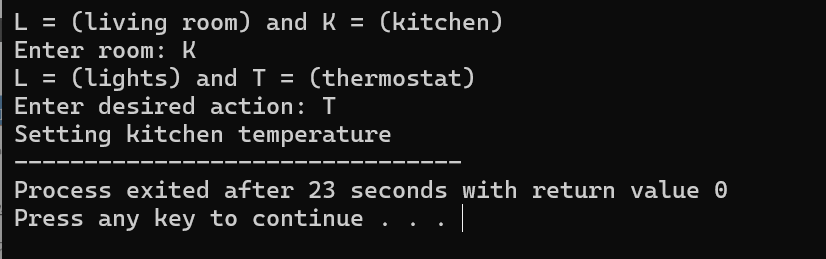 L = (living room) and K = (kitchen)
Enter room: K
L = (lights) and T = (thermostat)
Enter desired action: T
Setting kitchen temperature
--------------------------------
Process exited after 23 seconds with return value 0
Press any key to continue . . .